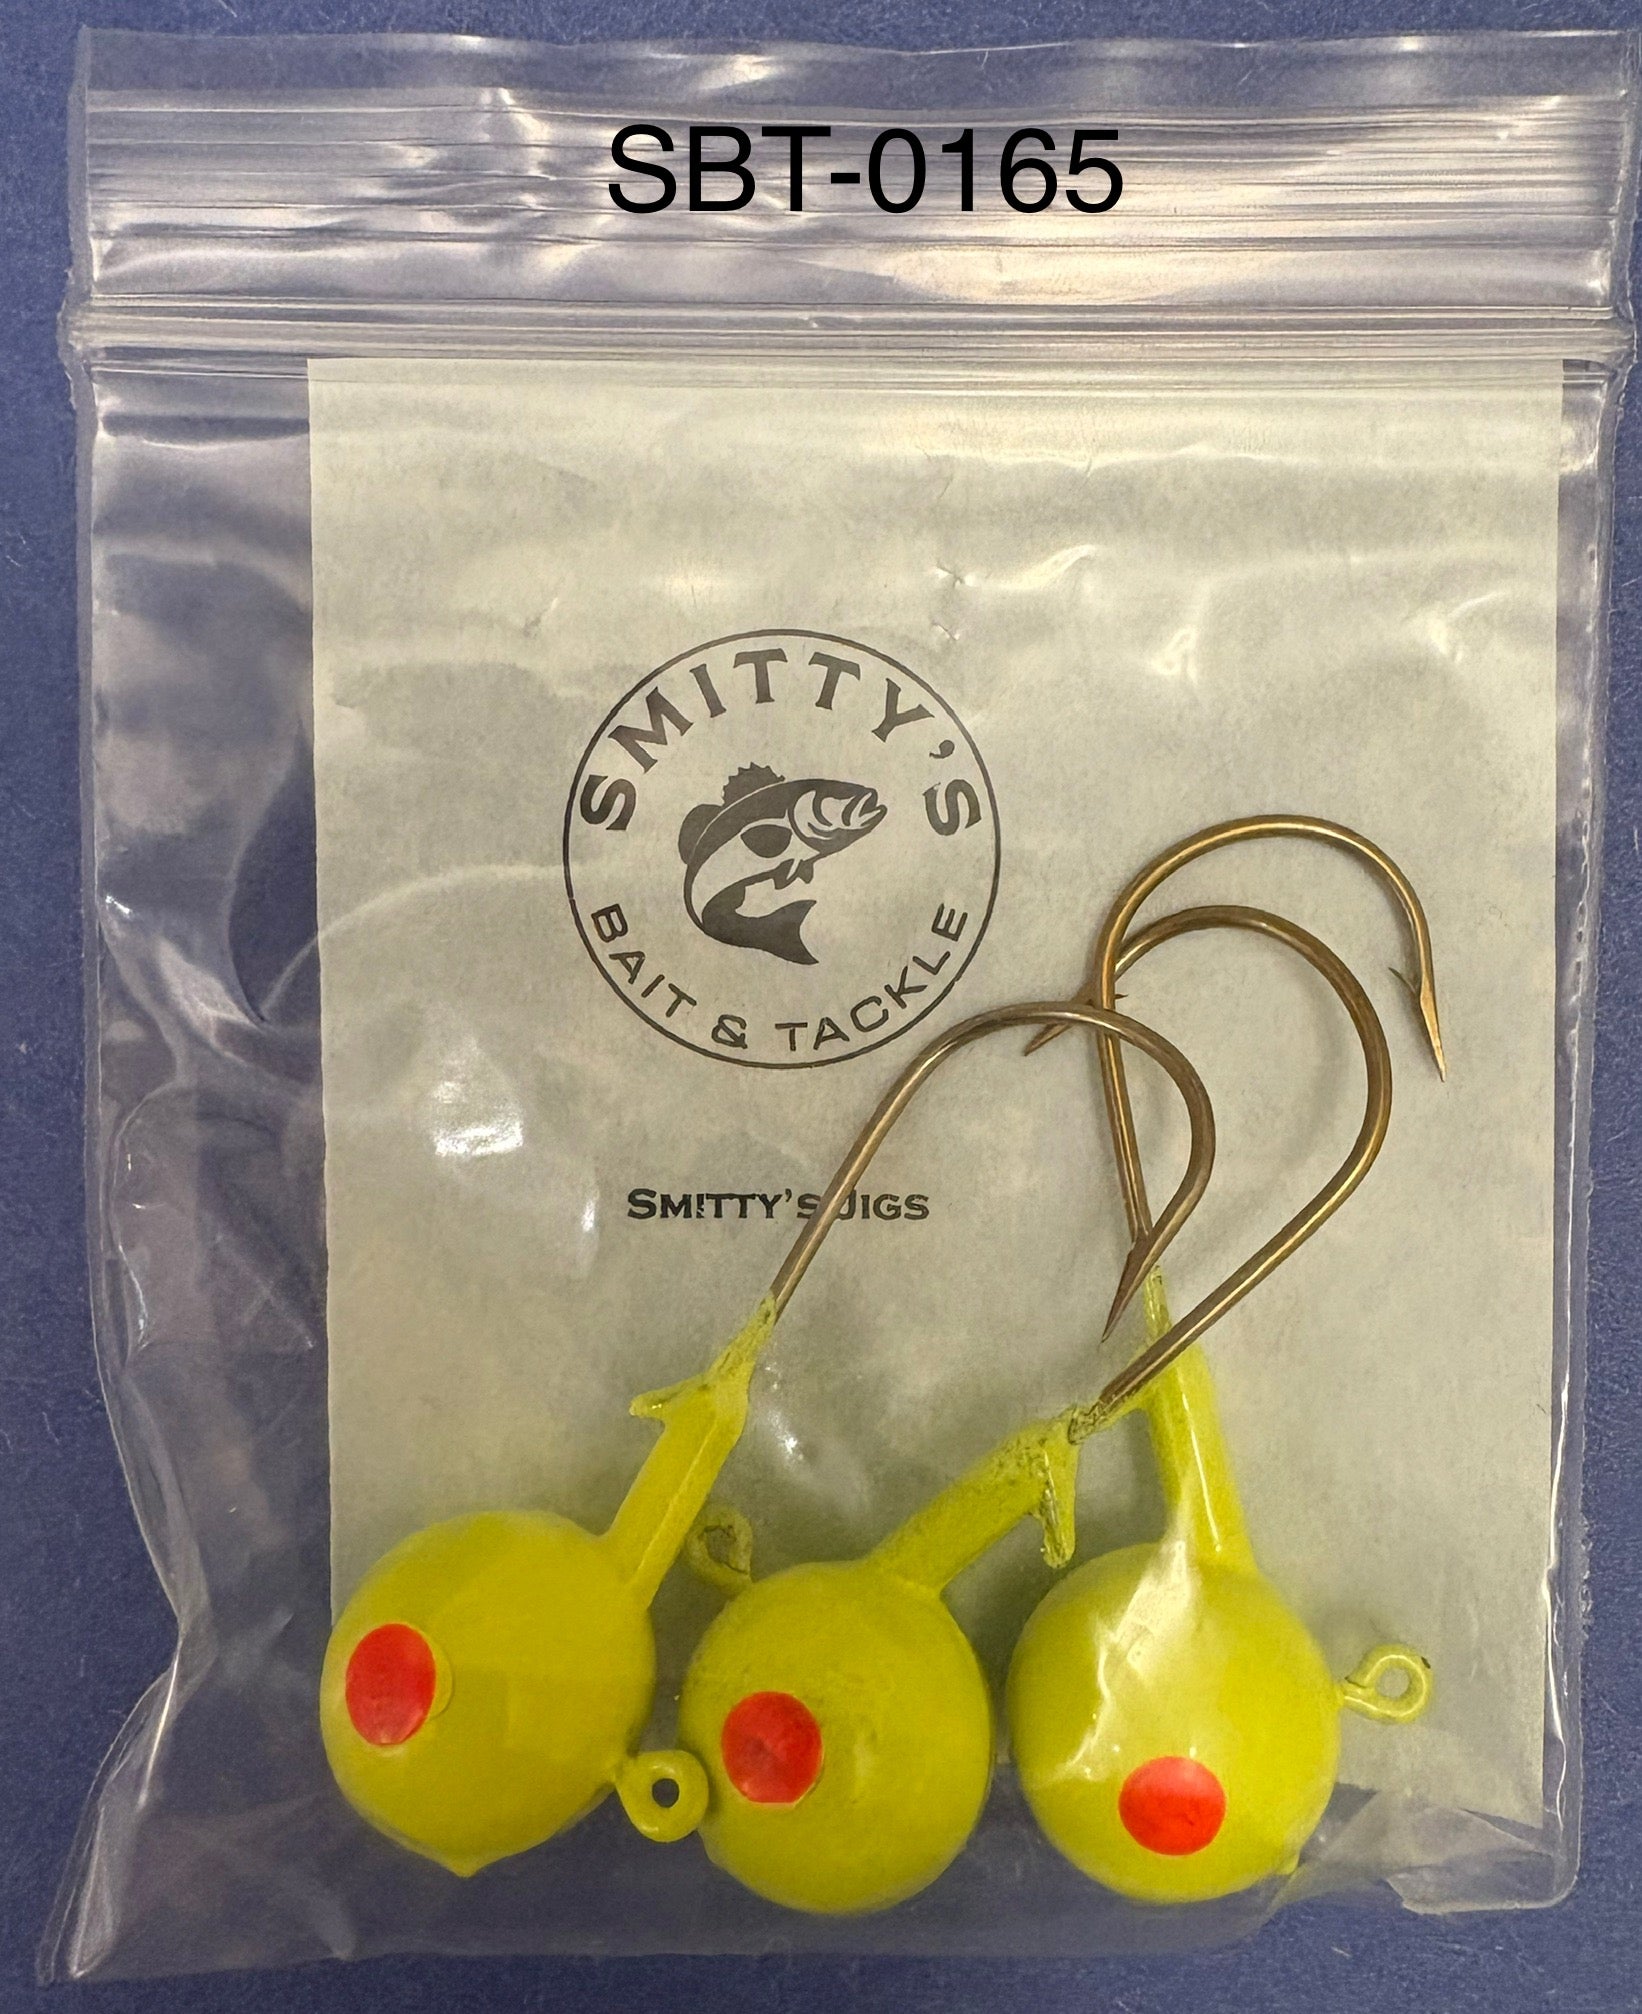 SBT-0165
SMITTY'S
BAIT & TACKLE
SMITTY'S JIGS